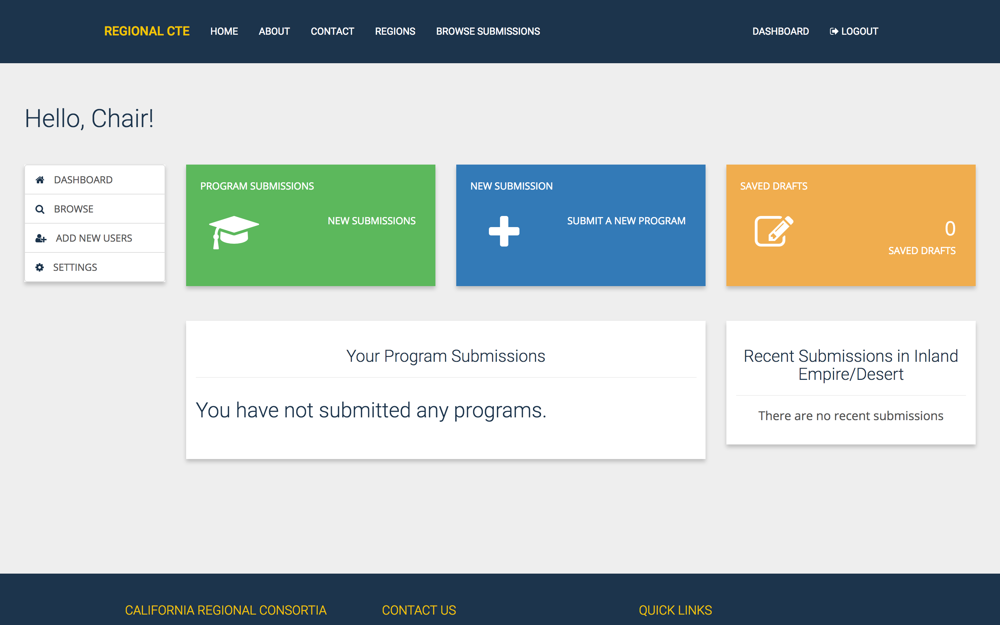 REGIONAL CTE HOME ABOUT CONTACT REGIONS BROWSE SUBMISSIONS DASHBOARD LOGOUT
Hello, Chair!
DASHBOARD
BROWSE
ADD NEW USERS
SETTINGS
PROGRAM SUBMISSIONS
NEW SUBMISSIONS
NEW SUBMISSION
SUBMIT A NEW PROGRAM
SAVED DRAFTS
0
SAVED DRAFTS
Your Program Submissions
You have not submitted any programs.
Recent Submissions in Inland
Empire/Desert
There are no recent submissions
CALIFORNIA REGIONAL CONSORTIA CONTACT US QUICK LINKS